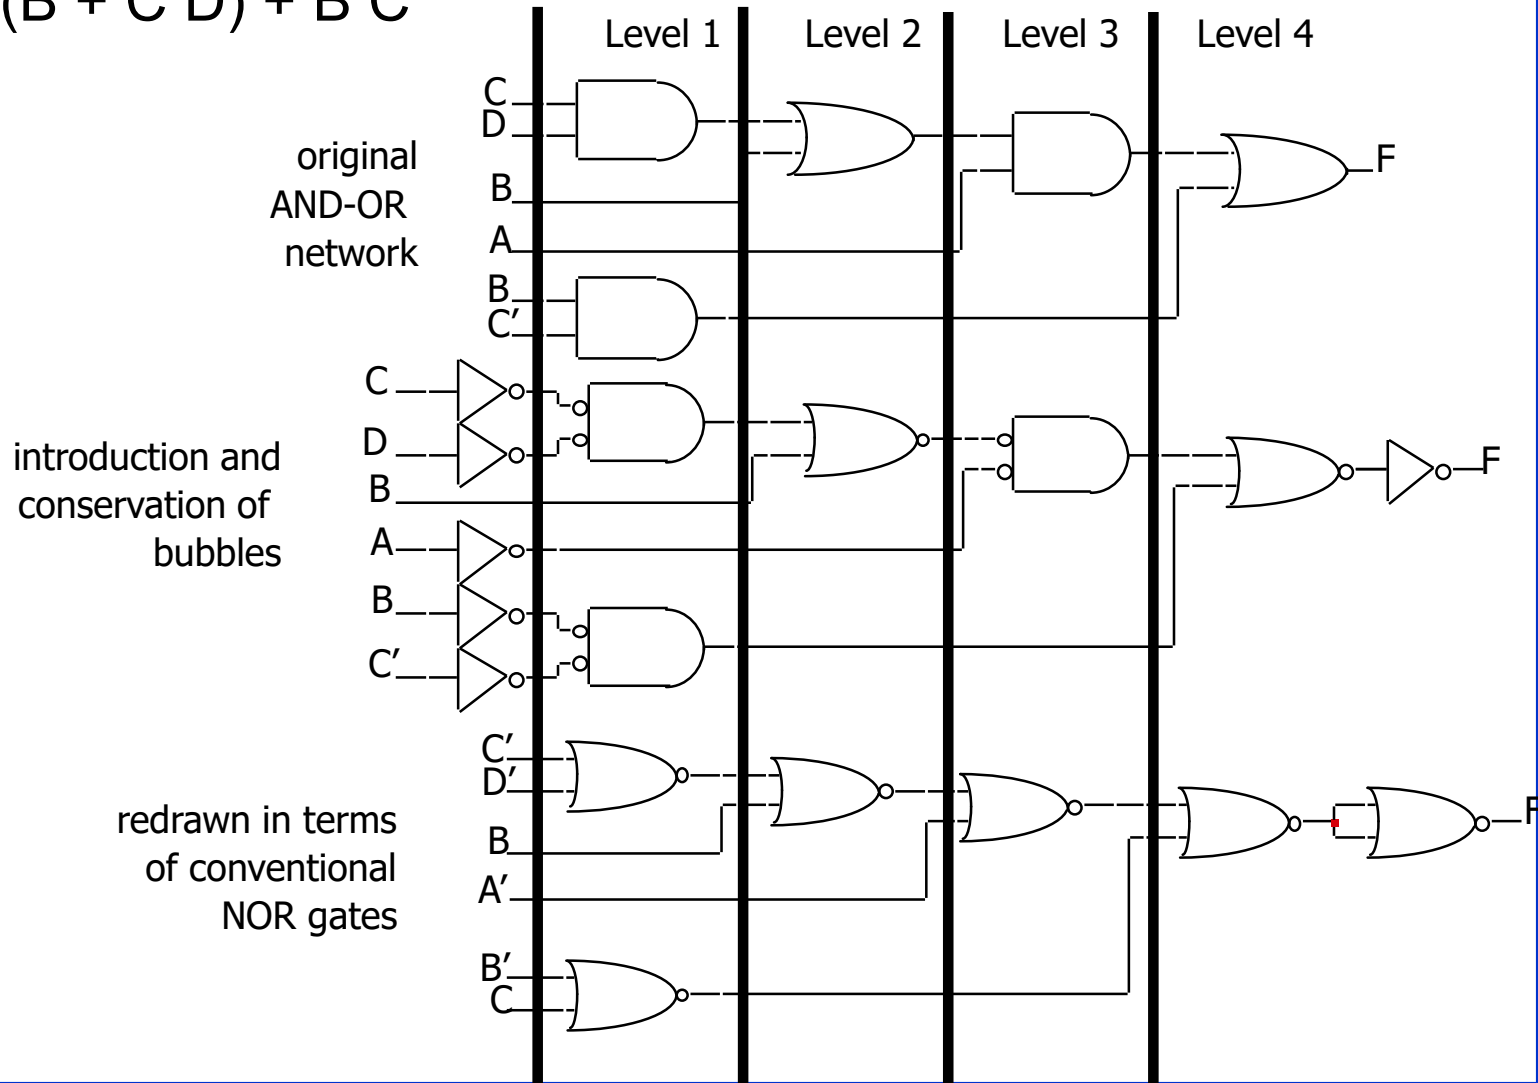 (B + C D) + B C
Level 1
Level 2
Level 3
Level 4
C
D
original
AND-OR
network
B
A
B
C’
F
C
D
introduction and
conservation of
bubbles
B
A
B
C’
F
C’
D’
redrawn in terms
of conventional
NOR gates
B
A’
B’
C
F